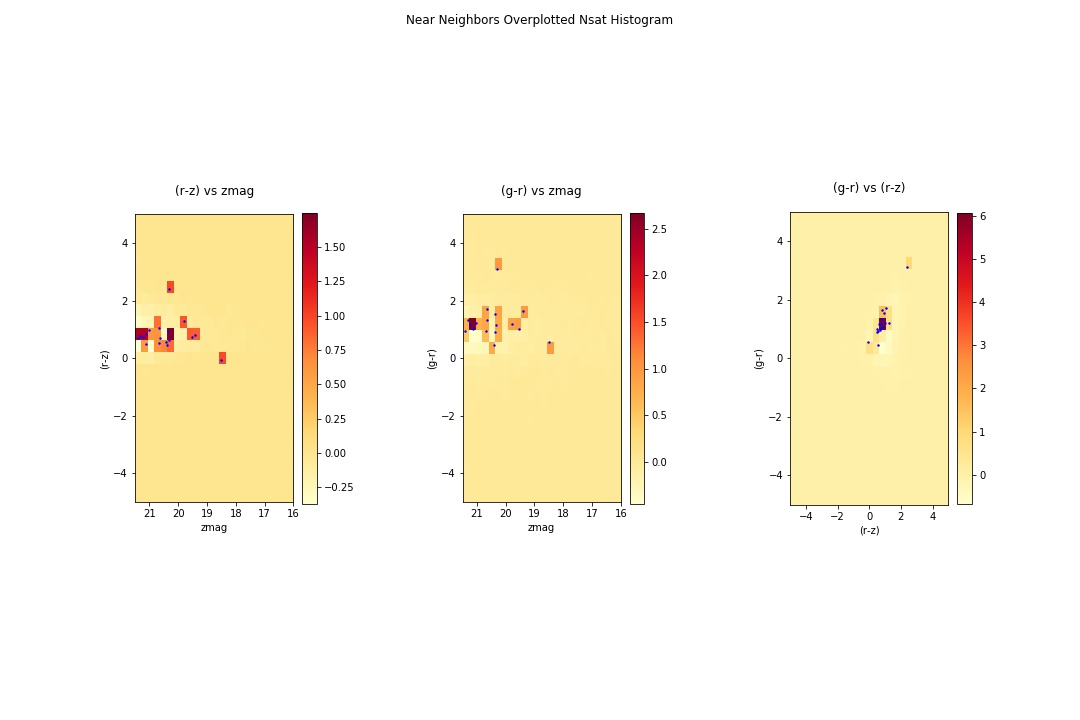 Near Neighbors Overplotted Nsat Histogram
(r-z) vs zmag
(g-r) vs zmag
(g-r) vs (r-z)
4
2
0
−2
−4
(r-z)
21 20 19 18 17 16
zmag
1.50
1.25
1.00
0.75
0.50
0.25
0.00
−0.25
4
2
0
−2
−4
(g-r)
21 20 19 18 17 16
zmag
2.5
2.0
1.5
1.0
0.5
0.0
4
2
0
−2
−4
(g-r)
−4 −2 0 2 4
(r-z)
6
5
4
3
2
1
0